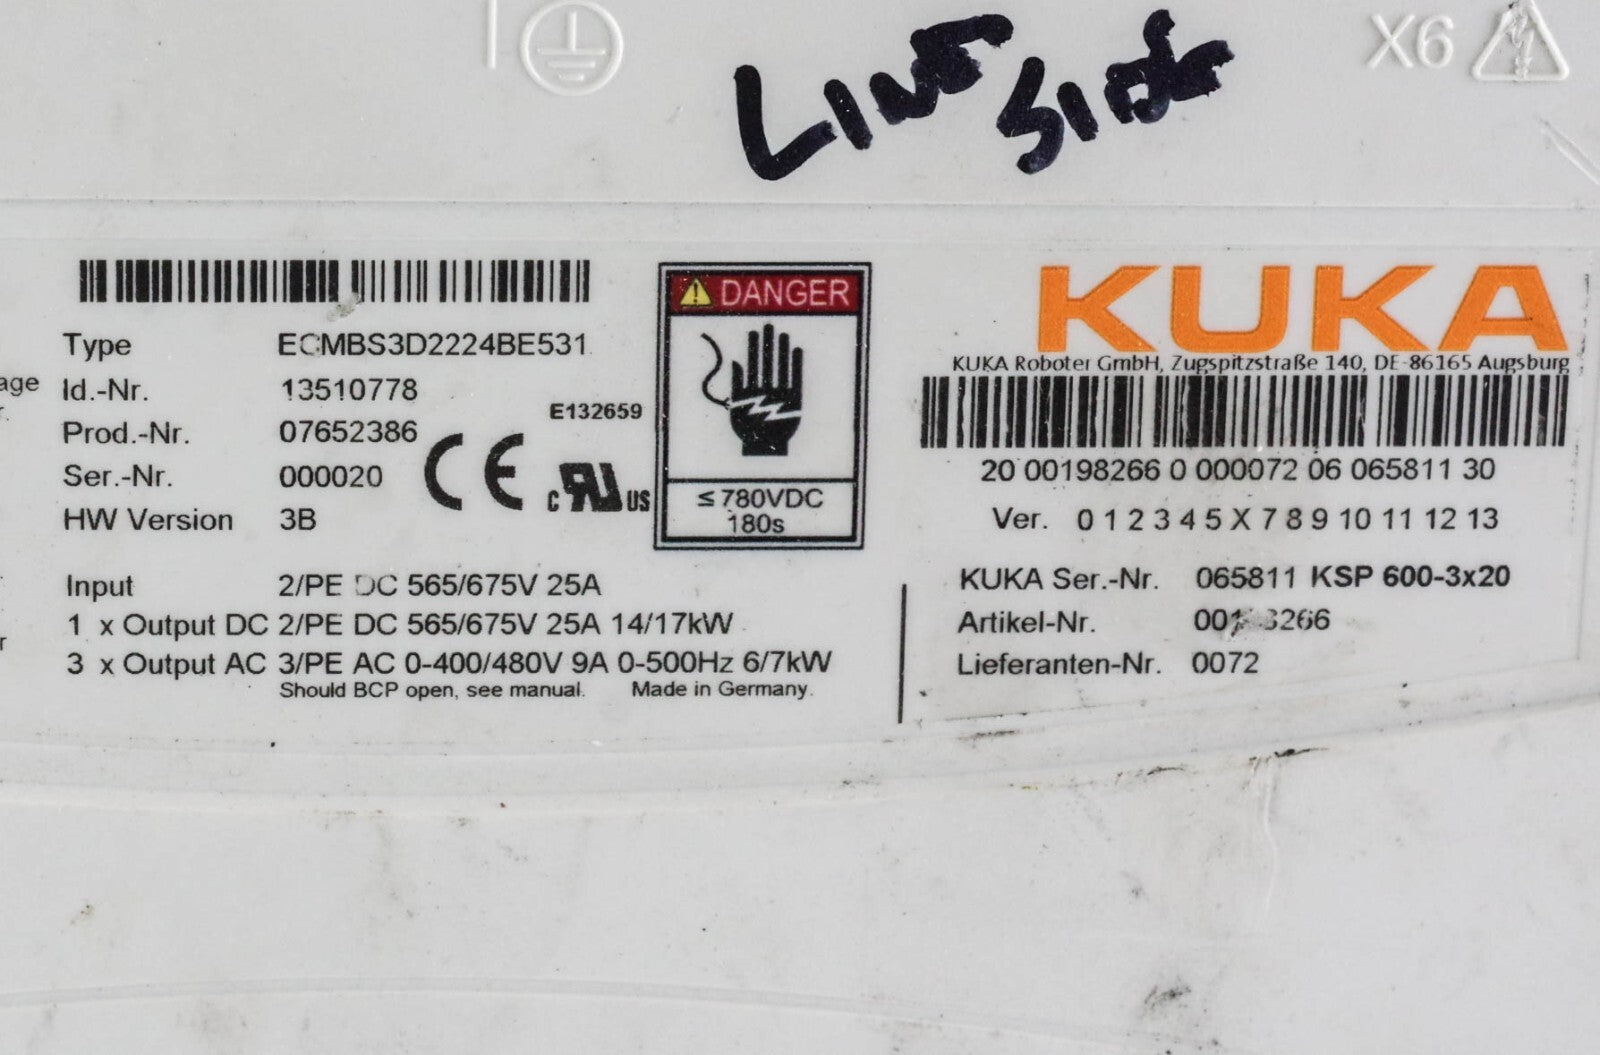 X6
LINE SIDE
DANGER
≤ 780VDC
180s
Type ECMBS3D2224BE531
Id.-Nr. 13510778
Prod.-Nr. 07652386
Ser.-Nr. 000020
HW Version 3B
E132659
CE
c RU US
Input 2/PE DC 565/675V 25A
1 x Output DC 2/PE DC 565/675V 25A 14/17kW
3 x Output AC 3/PE AC 0-400/480V 9A 0-500Hz 6/7kW
Should BCP open, see manual. Made in Germany.
KUKA
KUKA Roboter GmbH, Zugspitzstraße 140, DE-86165 Augsburg
20 00198266 0 000072 06 065811 30
Ver. 0 1 2 3 4 5 X 7 8 9 10 11 12 13
KUKA Ser.-Nr. 065811 KSP 600-3x20
Artikel-Nr.
Lieferanten-Nr. 0072